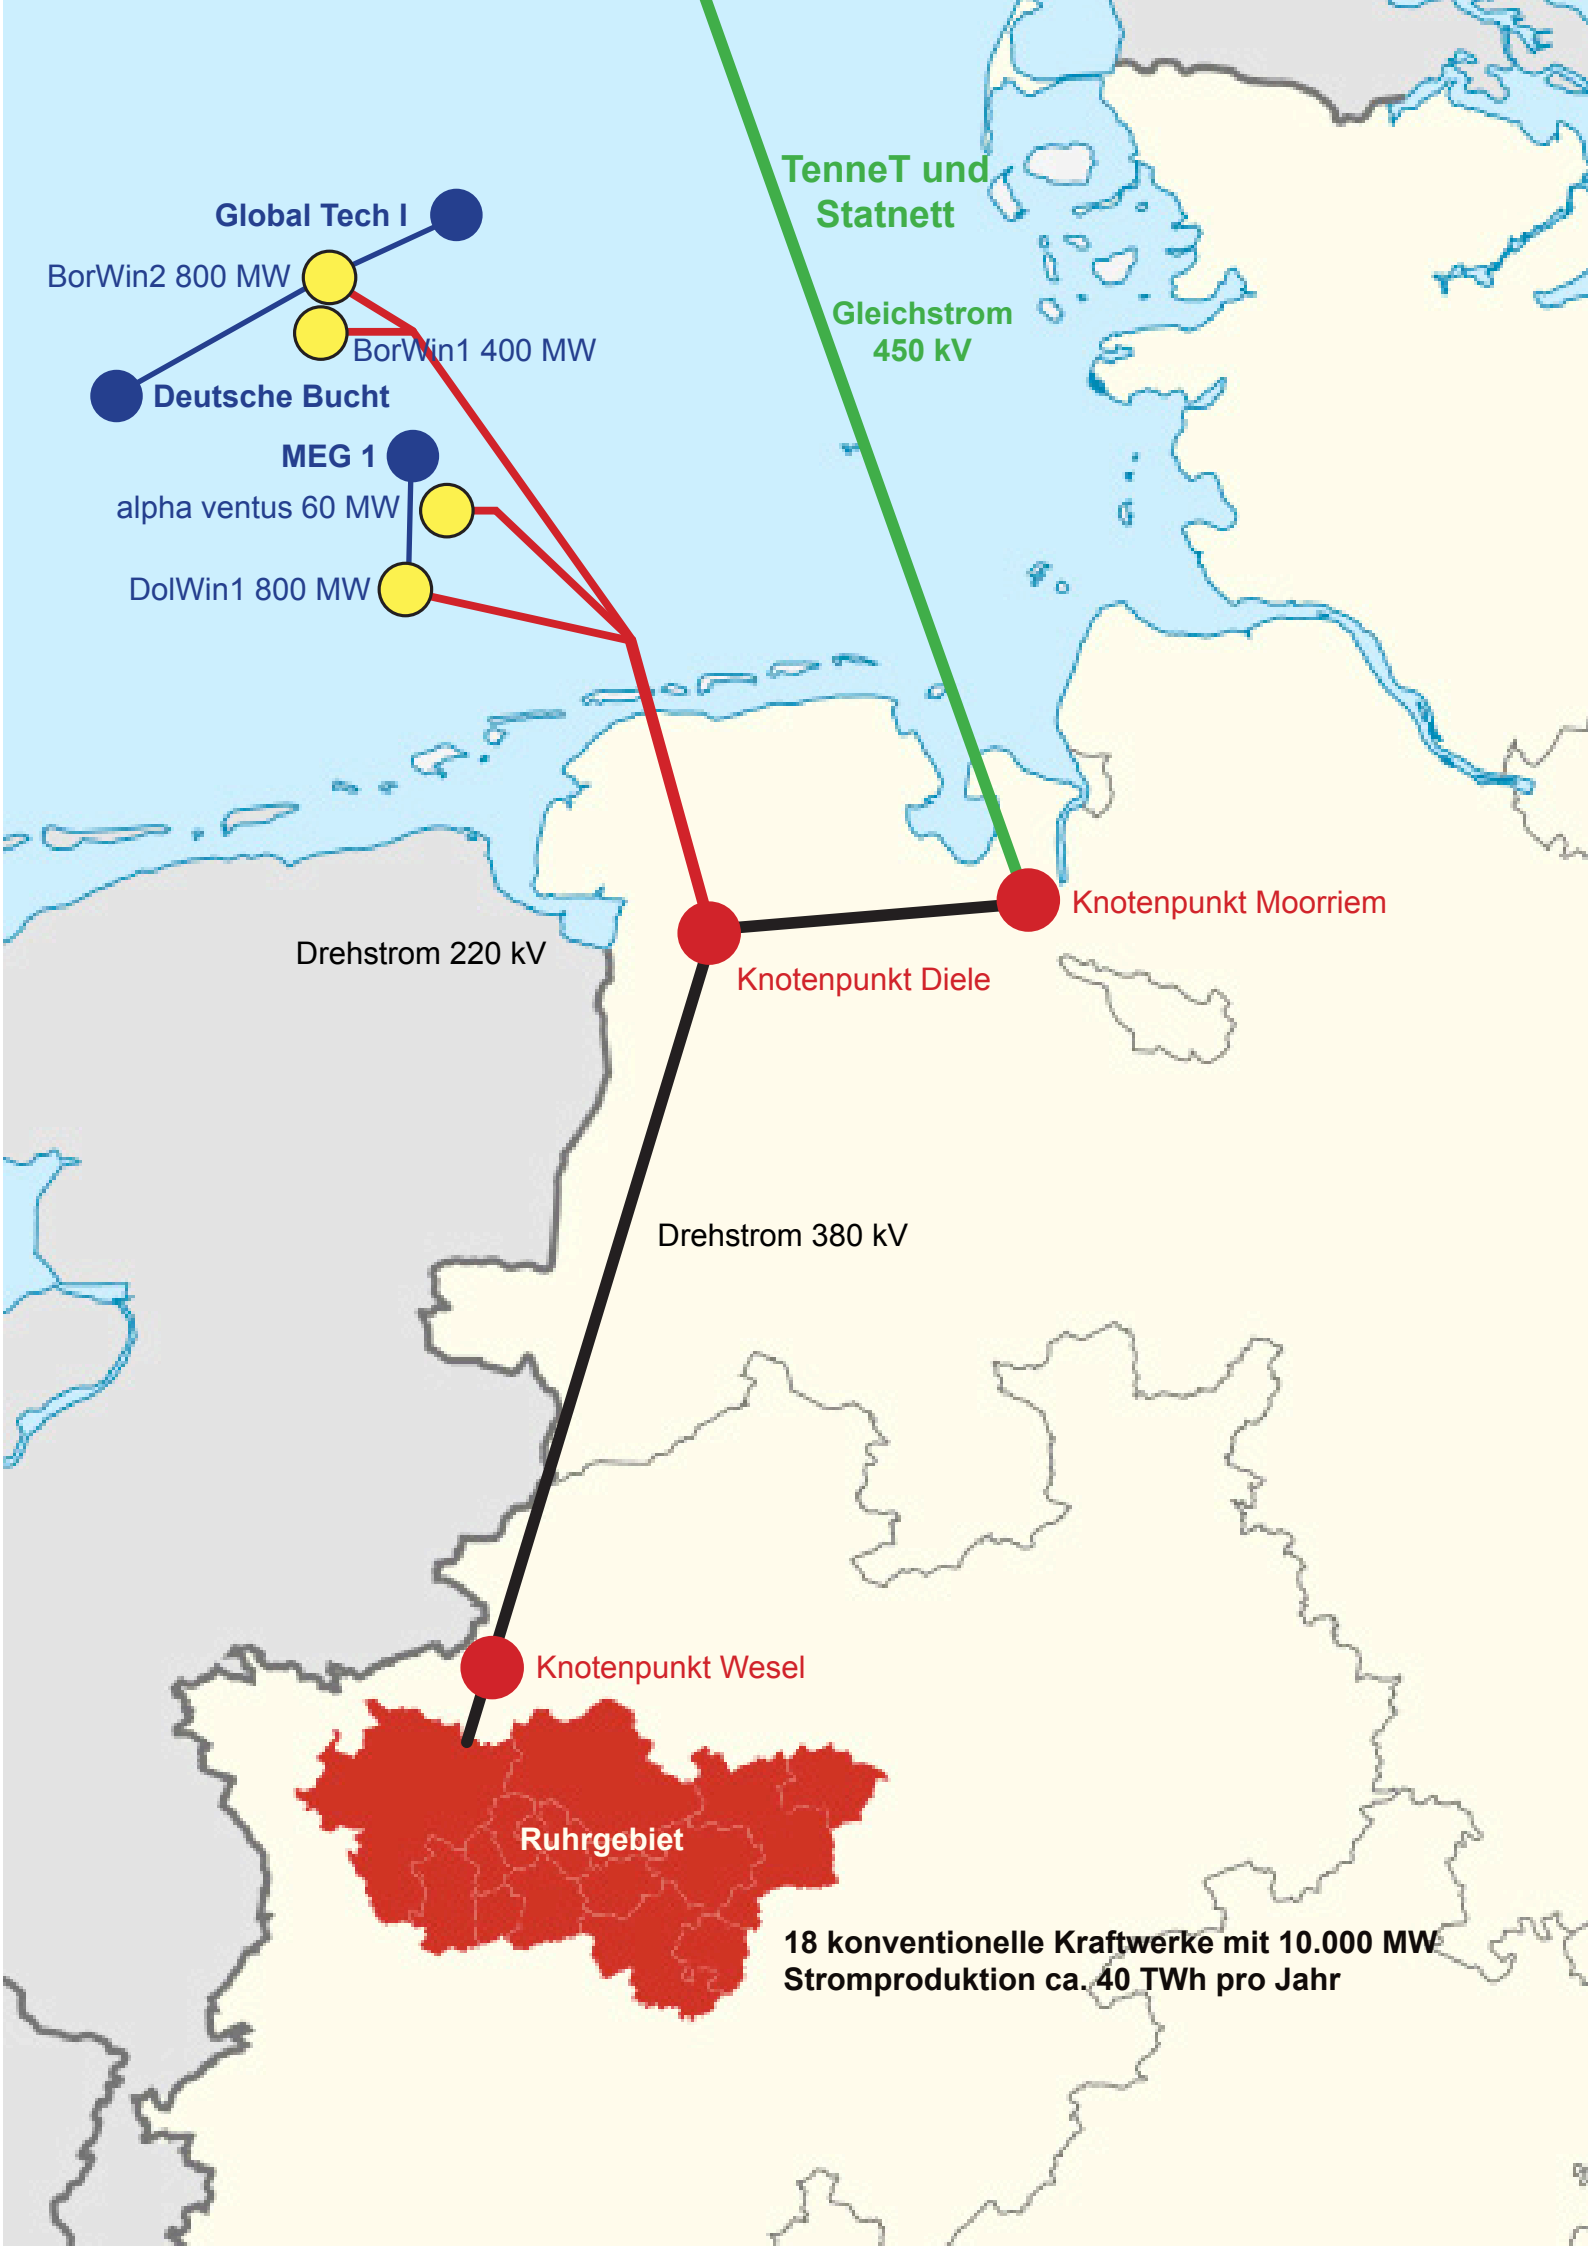 TenneT und
Statnett
Global Tech I
BorWin2 800 MW
Gleichstrom
450 kV
BorWin1 400 MW
Deutsche Bucht
MEG 1
alpha ventus 60 MW
DolWin1 800 MW
Knotenpunkt Moorriem
Drehstrom 220 kV
Knotenpunkt Diele
Drehstrom 380 kV
Knotenpunkt Wesel
Ruhrgebiet
18 konventionelle Kraftwerke mit 10.000 MW
Stromproduktion ca. 40 TWh pro Jahr